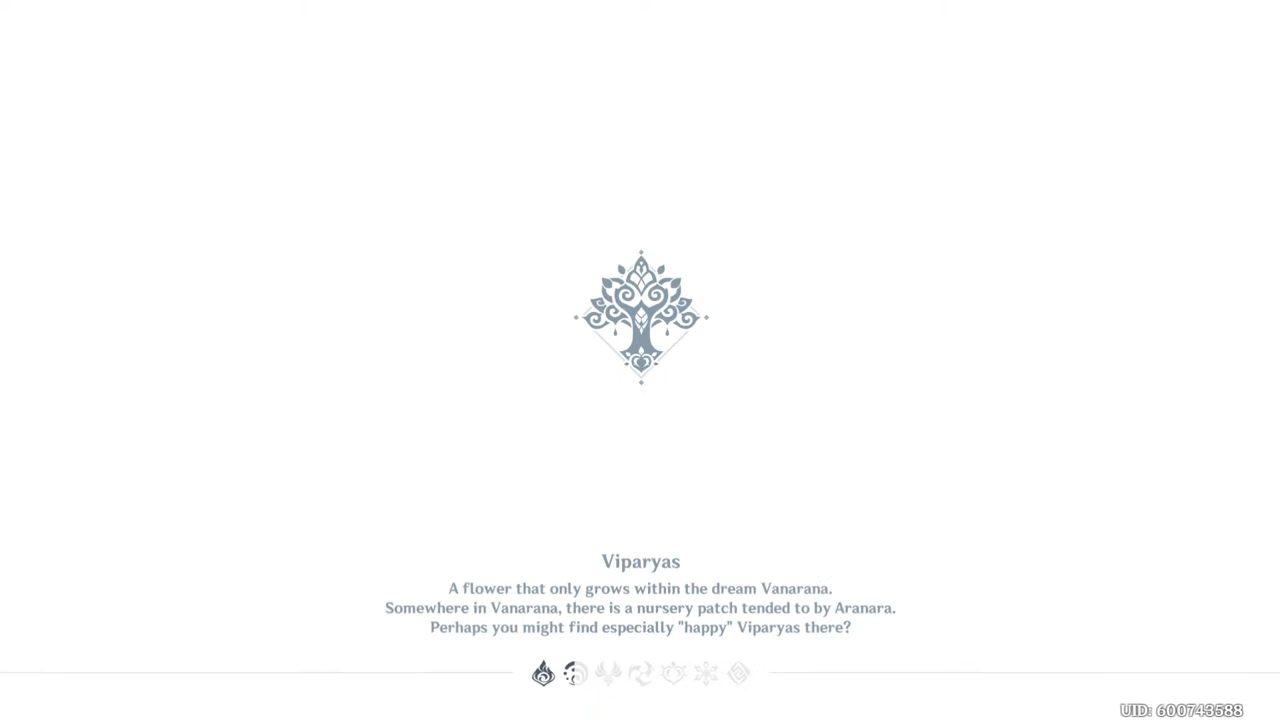 Viparyas
A flower that only grows within the dream Vanarana.
Somewhere in Vanarana, there is a nursery patch tended to by Aranara.
Perhaps you might find especially "happy" Viparyas there?
UID: 600743588